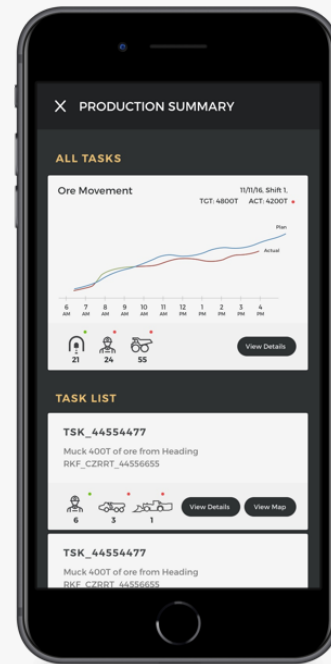 X PRODUCTION SUMMARY
ALL TASKS
Ore Movement
11/11/16, Shift 1,
TGT: 4800T ACT: 4200T
Plan
Actual
6 7 8 9 10 11 12 1 2 3 4
AM AM AM AM AM AM PM PM PM PM PM
21 24 55
View Details
TASK LIST
TSK_44554477
Muck 400T of ore from Heading
RKF_CZRRT_44556655
6 3 1
View Details View Map
TSK_44554477
Muck 400T of ore from Heading
RKF_CZRRT_44556655